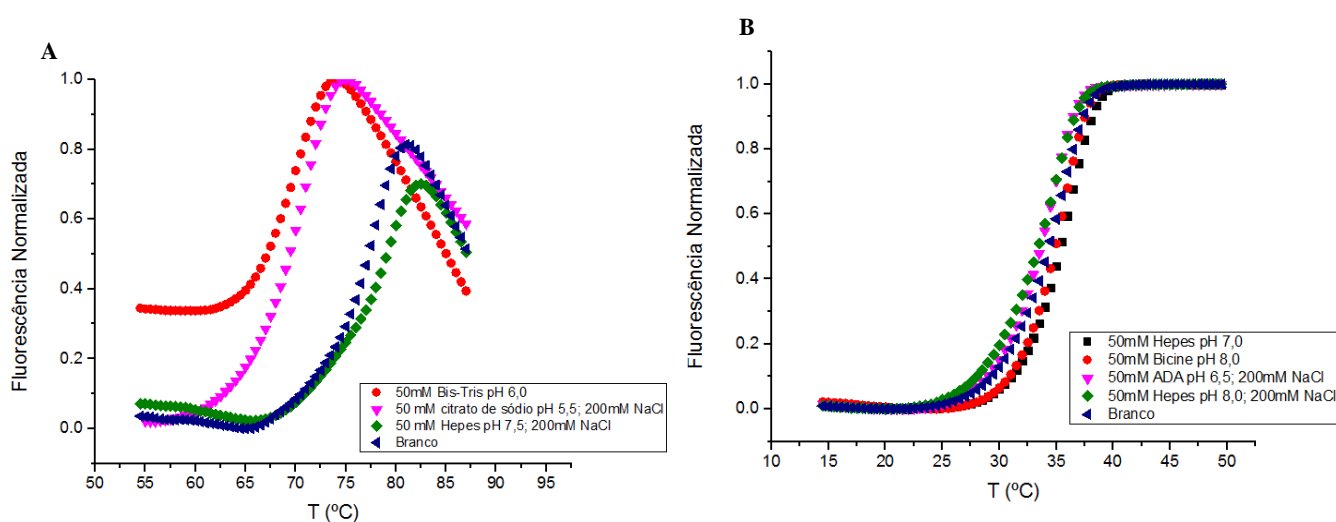 A
Fluorescência Normalizada
1.0
0.8
0.6
0.4
0.2
0.0
50mM Bis-Tris pH 6,0
50 mM citrato de sódio pH 5,5; 200mM NaCl
50 mM Hepes pH 7,5; 200mM NaCl
Branco
50 55 60 65 70 75 80 85 90 95
T (ºC)
B
Fluorescência Normalizada
1.0
0.8
0.6
0.4
0.2
0.0
50mM Hepes pH 7,0
50mM Bicine pH 8,0
50mM ADA pH 6,5; 200mM NaCl
50mM Hepes pH 8,0; 200mM NaCl
Branco
10 15 20 25 30 35 40 45 50 55
T (ºC)